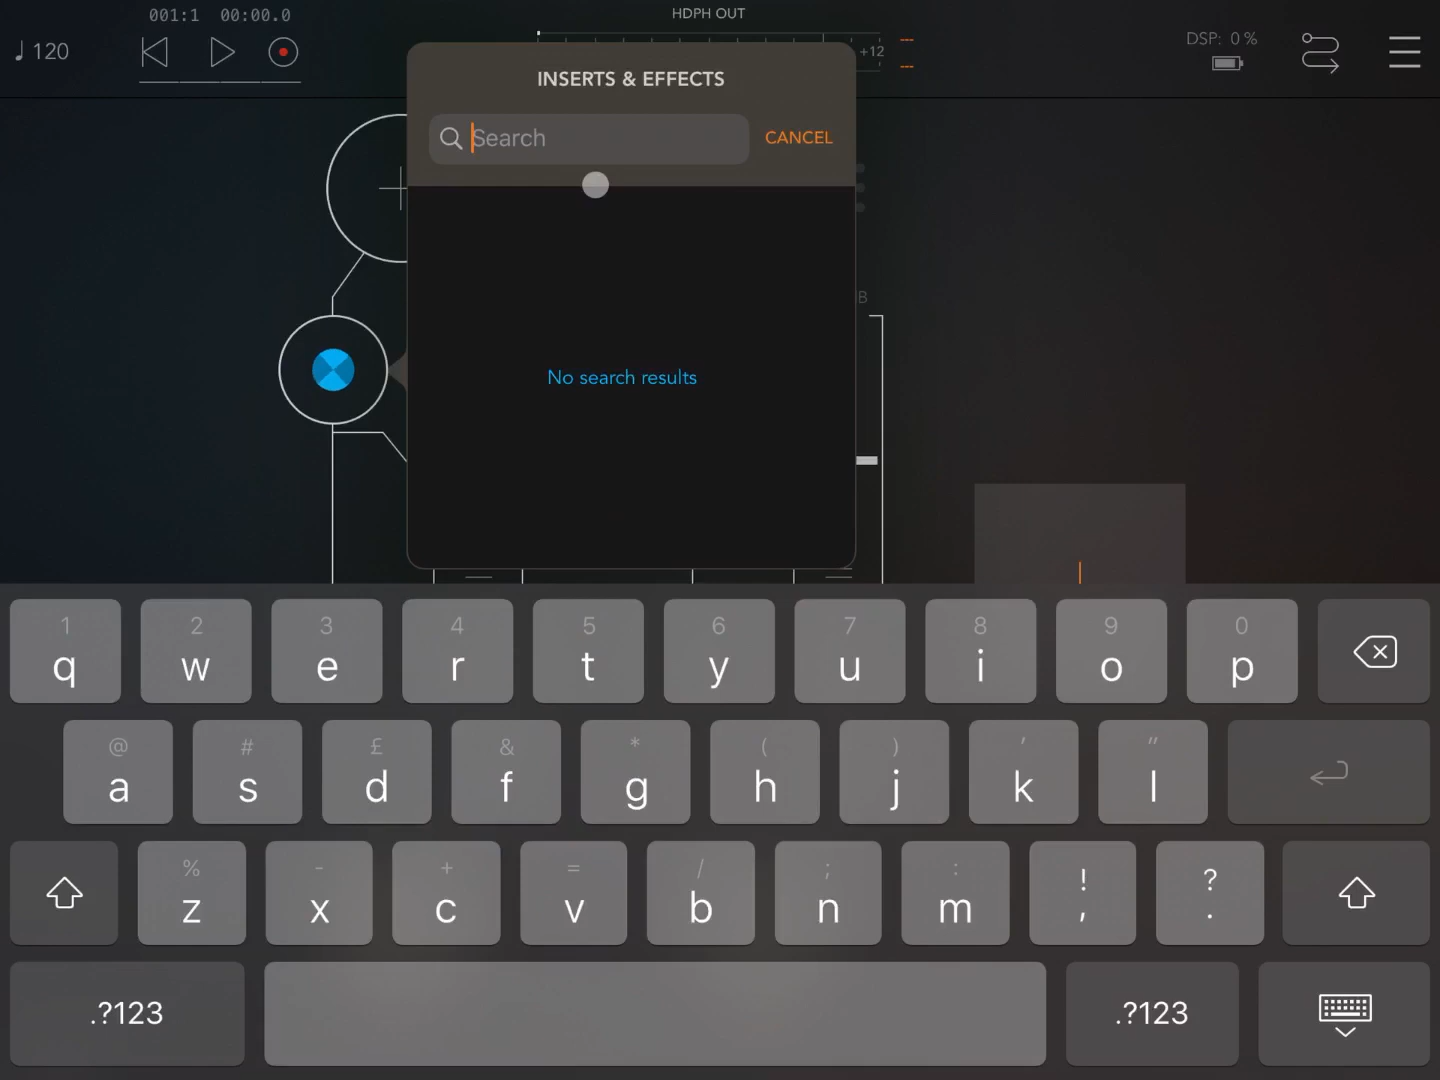 HDPH OUT
001:1 00:00.0
♩ 120
+12
DSP: 0 %
INSERTS & EFFECTS
Search
CANCEL
B
No search results
1 2 3 4 5 6 7 8 9 0
q w e r t y u i o p
@ # £ & * ( ) ' "
a s d f g h j k l
% - + = / ; : ! ?
z x c v b n m , .
.?123 .?123